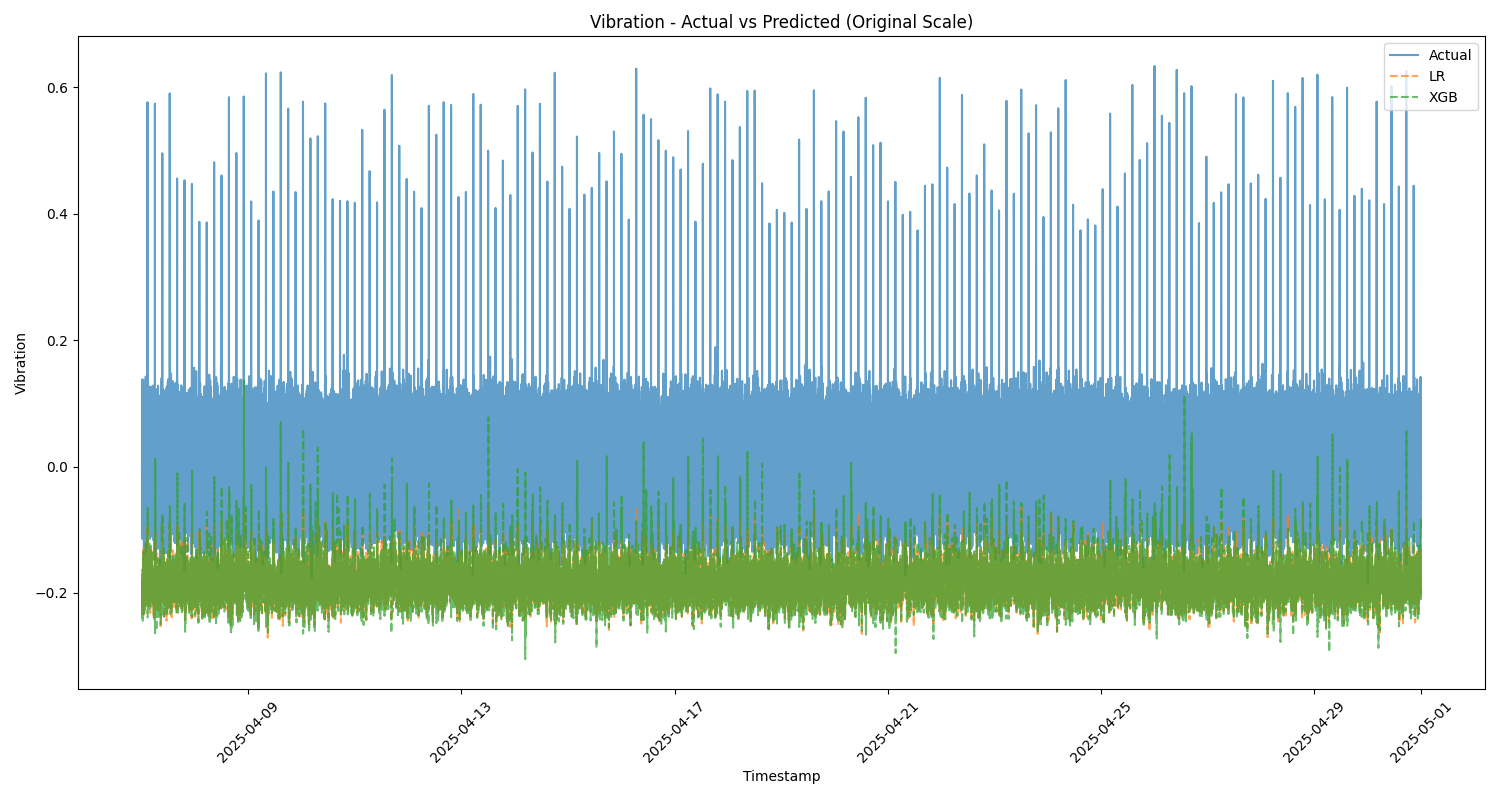 Vibration - Actual vs Predicted (Original Scale)
Actual
LR
XGB
0.6
0.4
0.2
0.0
−0.2
Vibration
2025-04-09
2025-04-13
2025-04-17
2025-04-21
2025-04-25
2025-04-29
2025-05-01
Timestamp